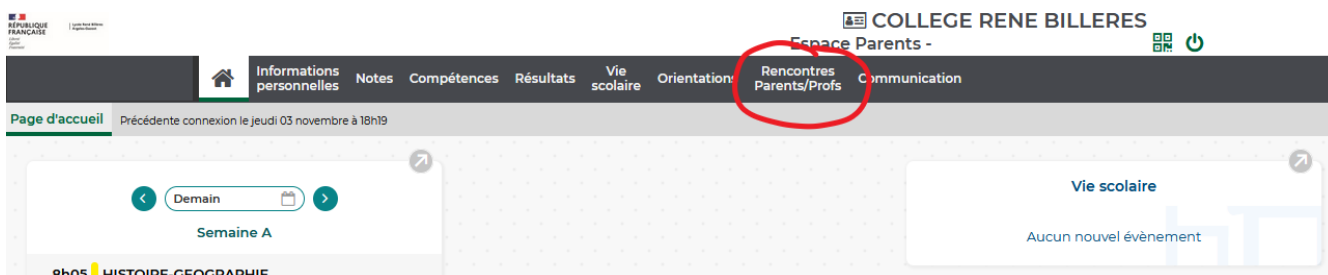 RÉPUBLIQUE
FRANÇAISE
COLLEGE RENE BILLERES
Espace Parents -
Informations
personnelles
Notes
Compétences
Résultats
Vie
scolaire
Orientations
Rencontres
Parents/Profs
Communication
Page d'accueil
Précédente connexion le jeudi 03 novembre à 18h19
Demain
Semaine A
8h05 HISTOIRE-GEOGRAPHIE
Vie scolaire
Aucun nouvel évènement